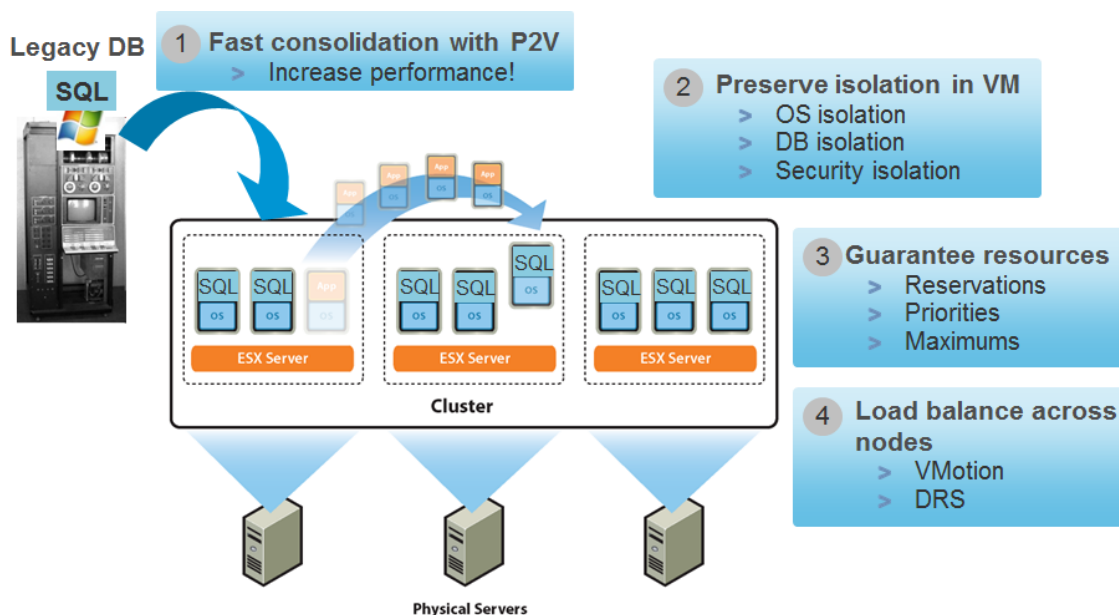 Legacy DB
SQL
1 Fast consolidation with P2V
> Increase performance!
2 Preserve isolation in VM
> OS isolation
> DB isolation
> Security isolation
3 Guarantee resources
> Reservations
> Priorities
> Maximums
4 Load balance across
nodes
> VMotion
> DRS
App
OS
App
OS
App
OS
App
OS
SQL
OS
SQL
OS
App
OS
ESX Server
SQL
OS
SQL
OS
SQL
OS
ESX Server
SQL
OS
SQL
OS
SQL
OS
ESX Server
Cluster
Physical Servers